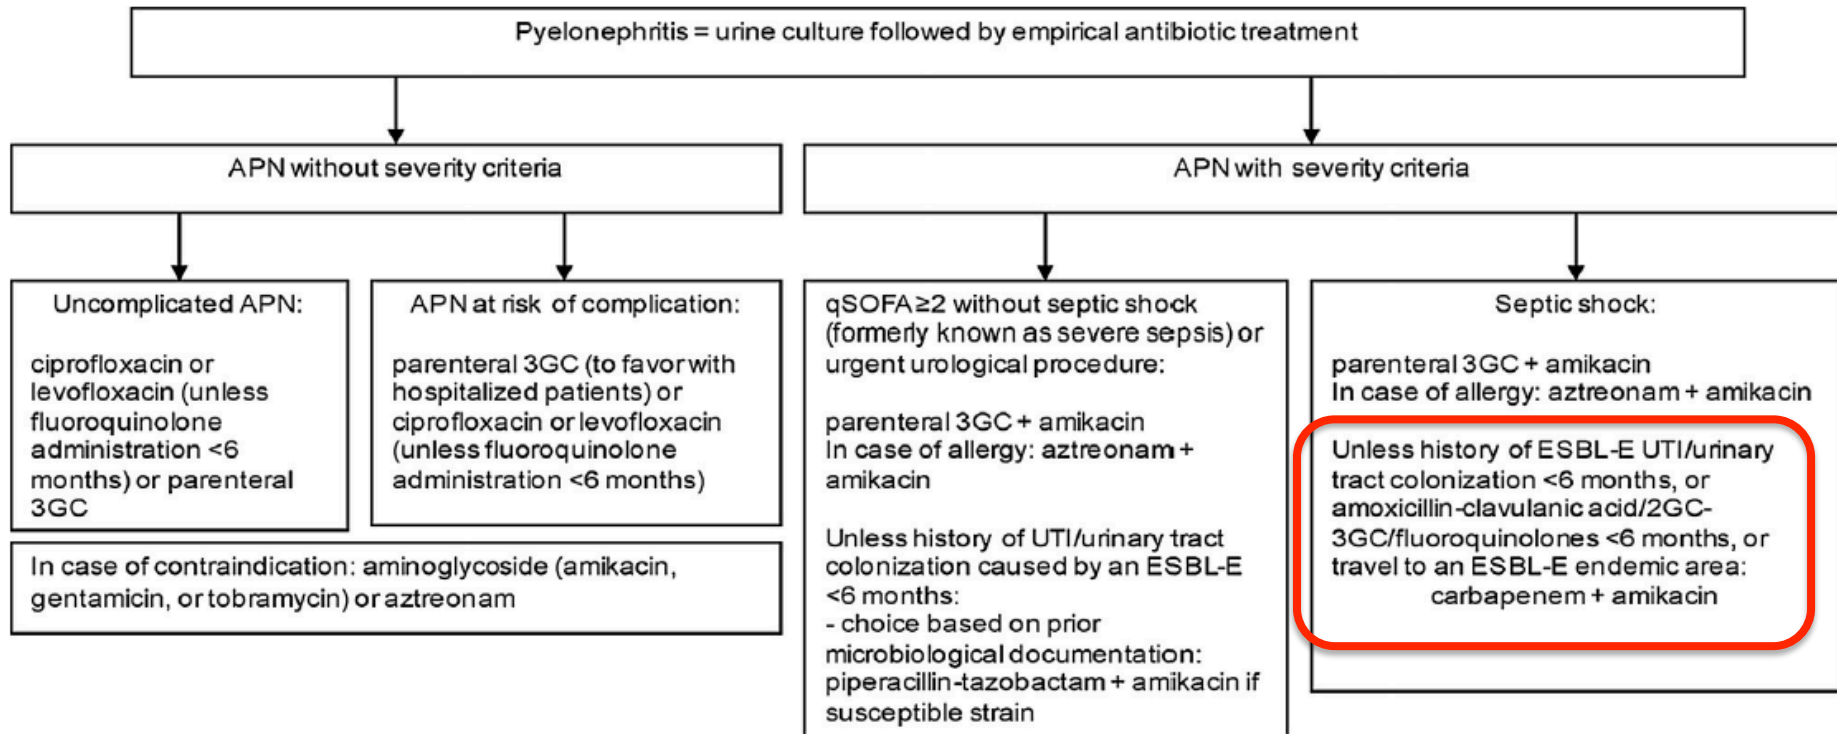 Pyelonephritis = urine culture followed by empirical antibiotic treatment
APN without severity criteria
APN with severity criteria
Uncomplicated APN:
ciprofloxacin or
levofloxacin (unless
fluoroquinolone
administration <6
months) or parenteral
3GC
APN at risk of complication:
parenteral 3GC (to favor with
hospitalized patients) or
ciprofloxacin or levofloxacin
(unless fluoroquinolone
administration <6 months)
In case of contraindication: aminoglycoside (amikacin,
gentamicin, or tobramycin) or aztreonam
qSOFA≥2 without septic shock
(formerly known as severe sepsis) or
urgent urological procedure:
parenteral 3GC + amikacin
In case of allergy: aztreonam +
amikacin
Unless history of UTI/urinary tract
colonization caused by an ESBL-E
<6 months:
- choice based on prior
microbiological documentation:
piperacillin-tazobactam + amikacin if
susceptible strain
Septic shock:
parenteral 3GC + amikacin
In case of allergy: aztreonam + amikacin
Unless history of ESBL-E UTI/urinary
tract colonization <6 months, or
amoxicillin-clavulanic acid/2GC-
3GC/fluoroquinolones <6 months, or
travel to an ESBL-E endemic area:
carbapenem + amikacin